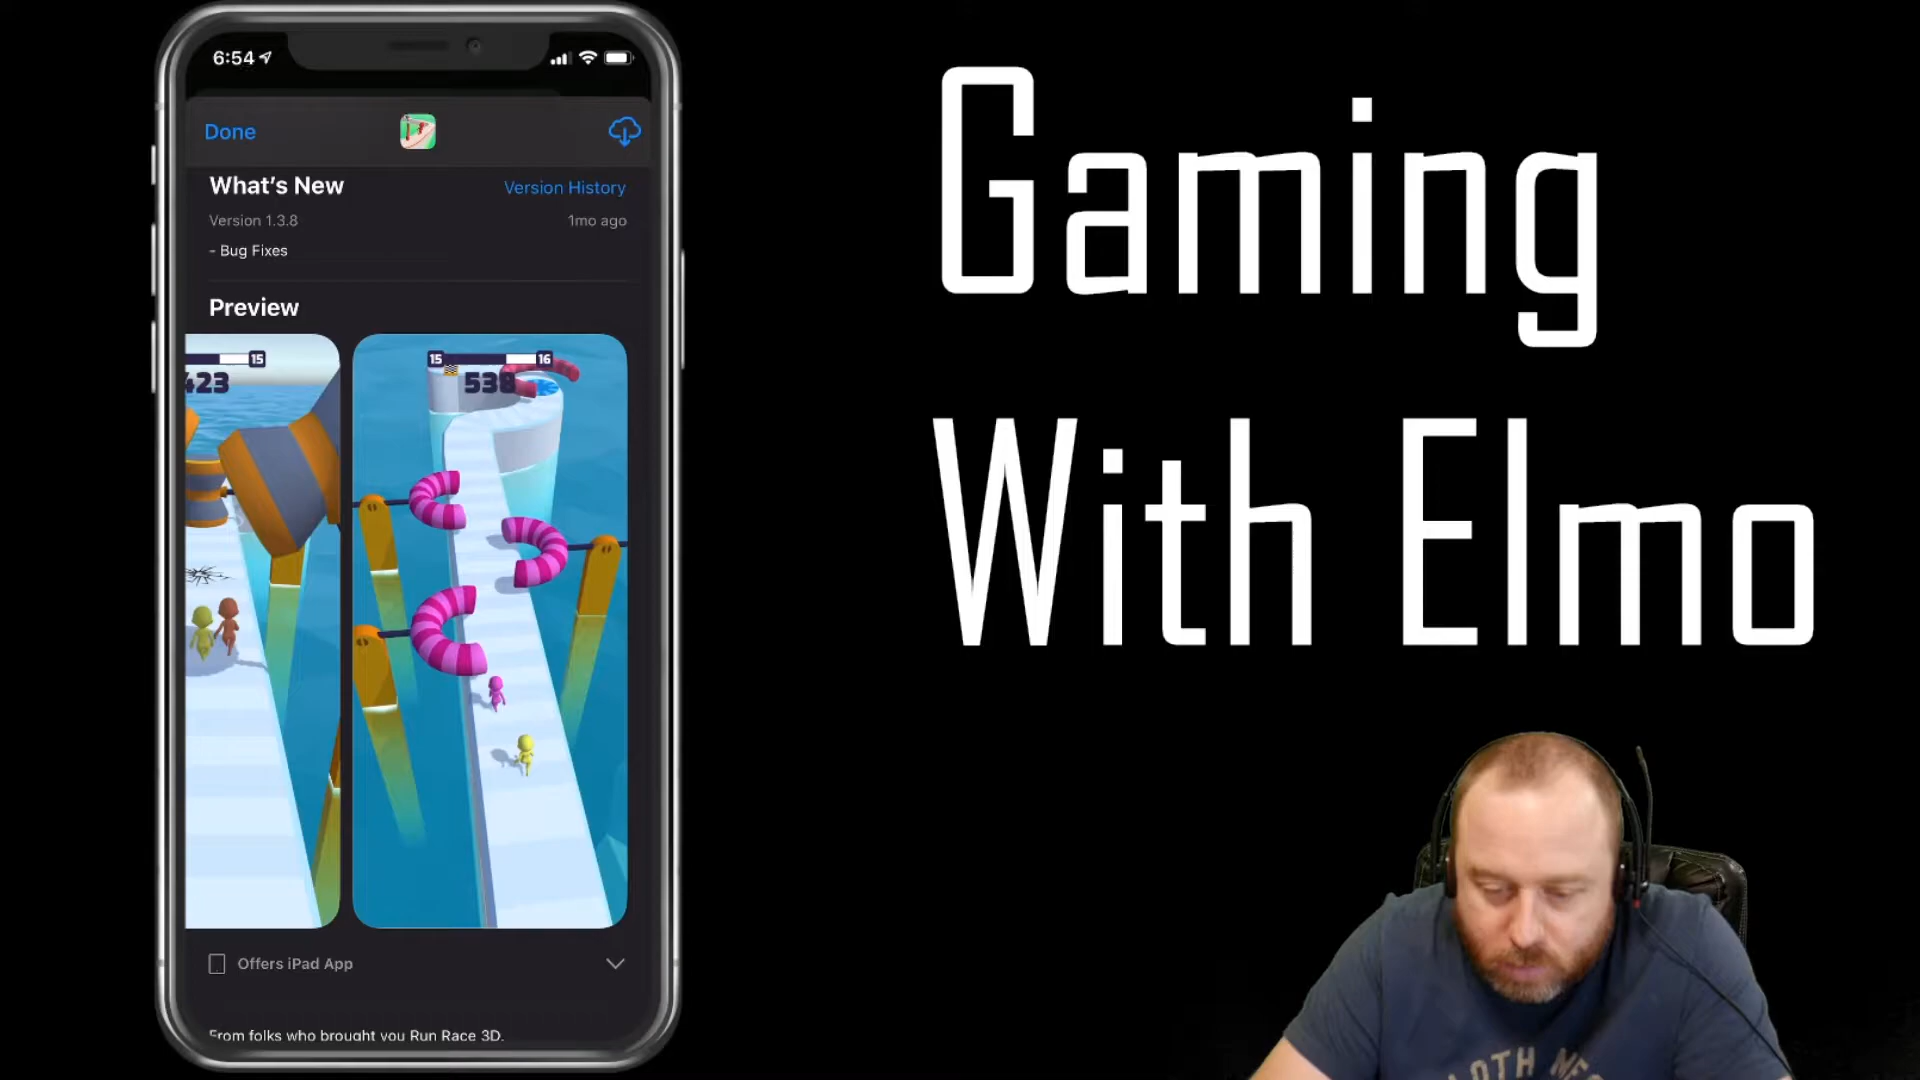 6:54
Done
What's New
Version History
Version 1.3.8
1mo ago
- Bug Fixes
Preview
15
423
15
16
538
Offers iPad App
From folks who brought you Run Race 3D.
Gaming
With Elmo